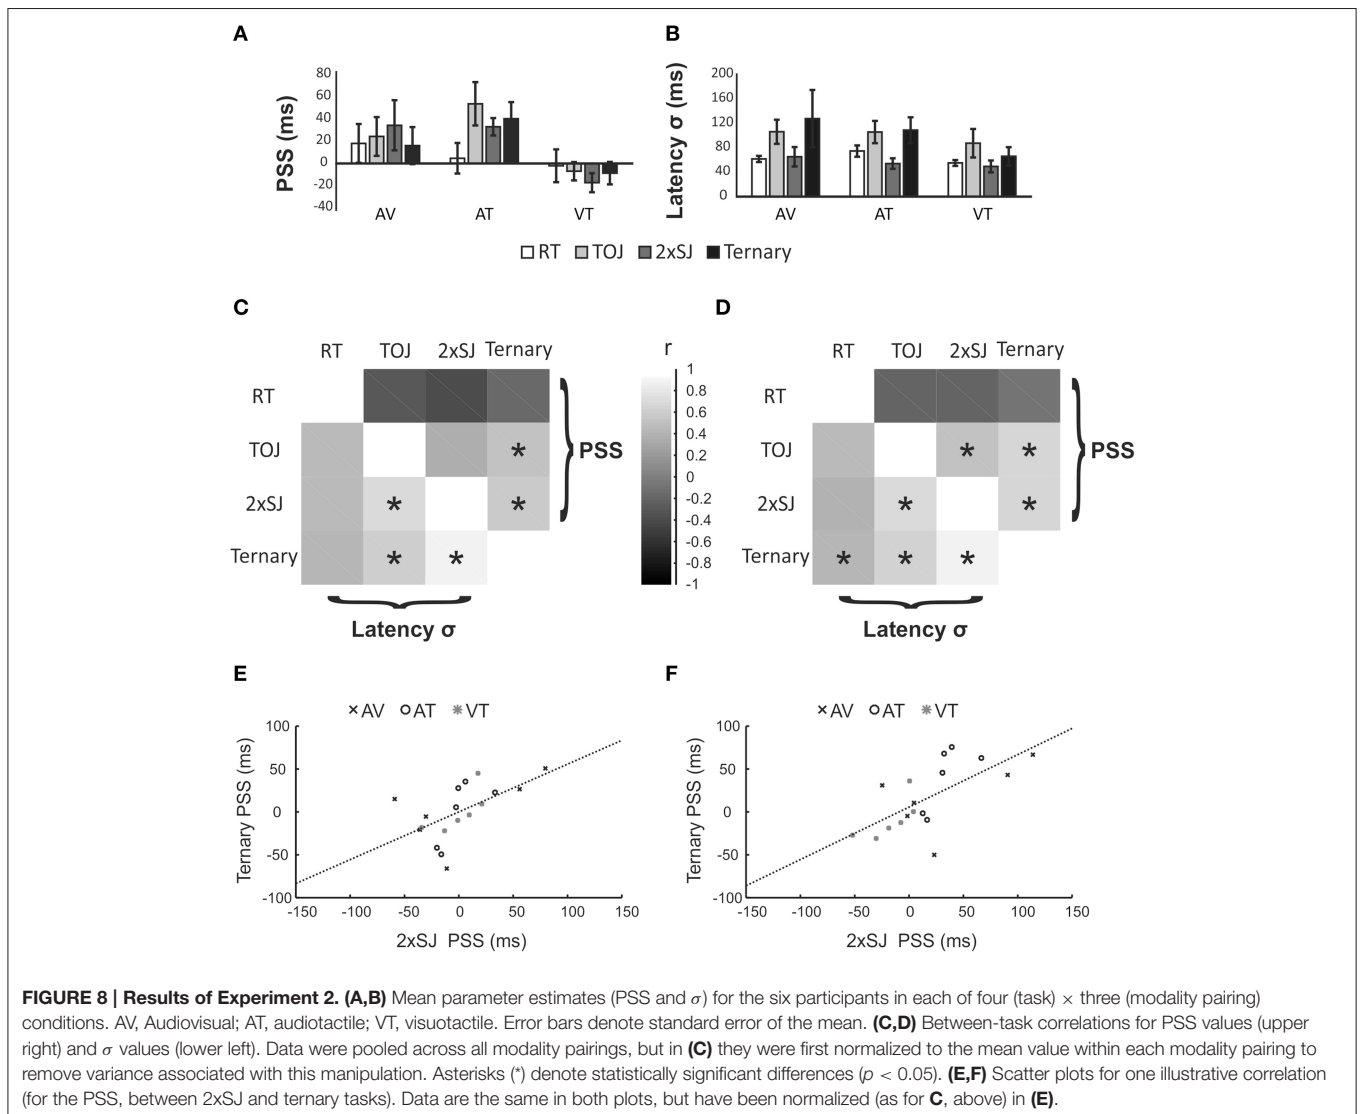 A
B
PSS (ms)
80
60
40
20
0
-20
-40
AV AT VT
Latency σ (ms)
200
160
120
80
40
0
AV AT VT
RT TOJ 2xSJ Ternary
C
D
RT TOJ 2xSJ Ternary
RT
TOJ * PSS
2xSJ * *
Ternary * *
Latency σ
r
1
0.8
0.6
0.4
0.2
0
-0.2
-0.4
-0.6
-0.8
-1
RT TOJ 2xSJ Ternary
RT
TOJ * * PSS
2xSJ * *
Ternary * * *
Latency σ
E
F
×AV AT VT
Ternary PSS (ms)
100
50
0
-50
-100
-150 -100 -50 0 50 100 150
2xSJ PSS (ms)
×AV AT VT
Ternary PSS (ms)
100
50
0
-50
-100
-150 -100 -50 0 50 100 150
2xSJ PSS (ms)
FIGURE 8 | Results of Experiment 2. (A,B) Mean parameter estimates (PSS and σ) for the six participants in each of four (task) × three (modality pairing)
conditions. AV, Audiovisual; AT, audiotactile; VT, visuotactile. Error bars denote standard error of the mean. (C,D) Between-task correlations for PSS values (upper
right) and σ values (lower left). Data were pooled across all modality pairings, but in (C) they were first normalized to the mean value within each modality pairing to
remove variance associated with this manipulation. Asterisks (*) denote statistically significant differences (p < 0.05). (E,F) Scatter plots for one illustrative correlation
(for the PSS, between 2xSJ and ternary tasks). Data are the same in both plots, but have been normalized (as for C, above) in (E).